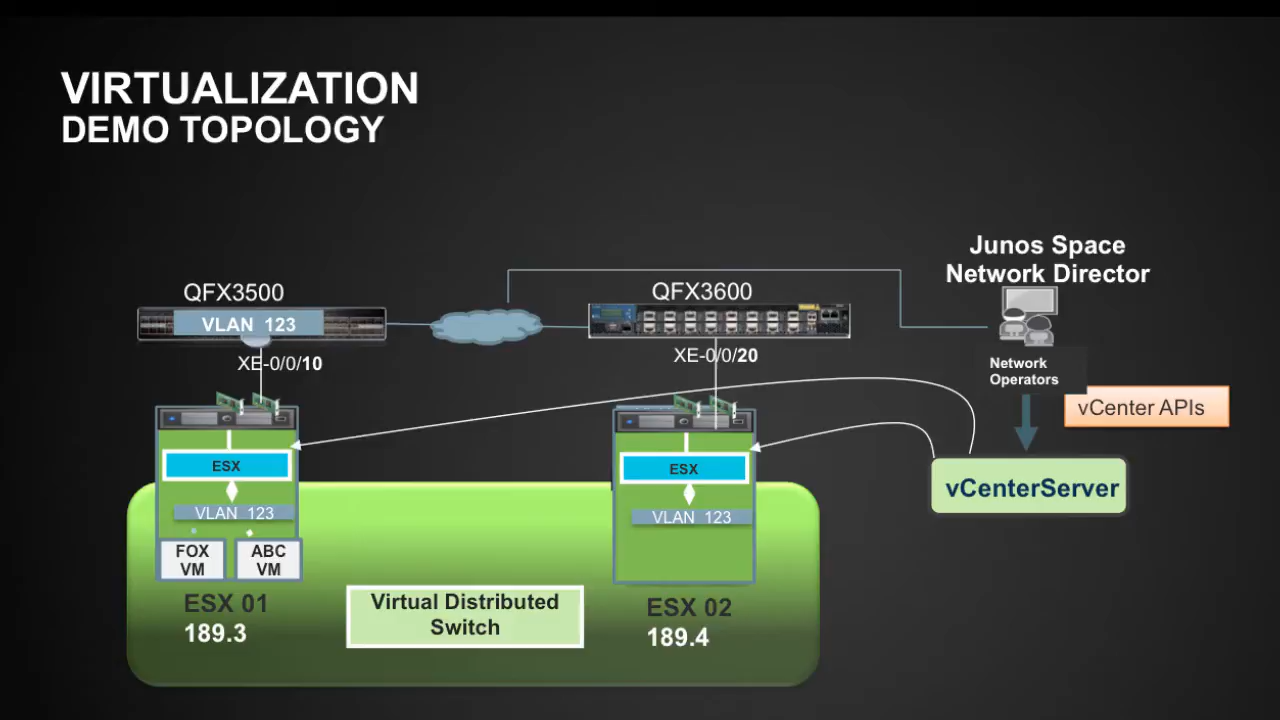 VIRTUALIZATION
DEMO TOPOLOGY
Junos Space
Network Director
QFX3500
QFX3600
VLAN 123
XE-0/0/10
XE-0/0/20
Network
Operators
vCenter APIs
ESX
ESX
vCenterServer
VLAN 123
VLAN 123
FOX
VM
ABC
VM
Virtual Distributed
Switch
ESX 01
189.3
ESX 02
189.4